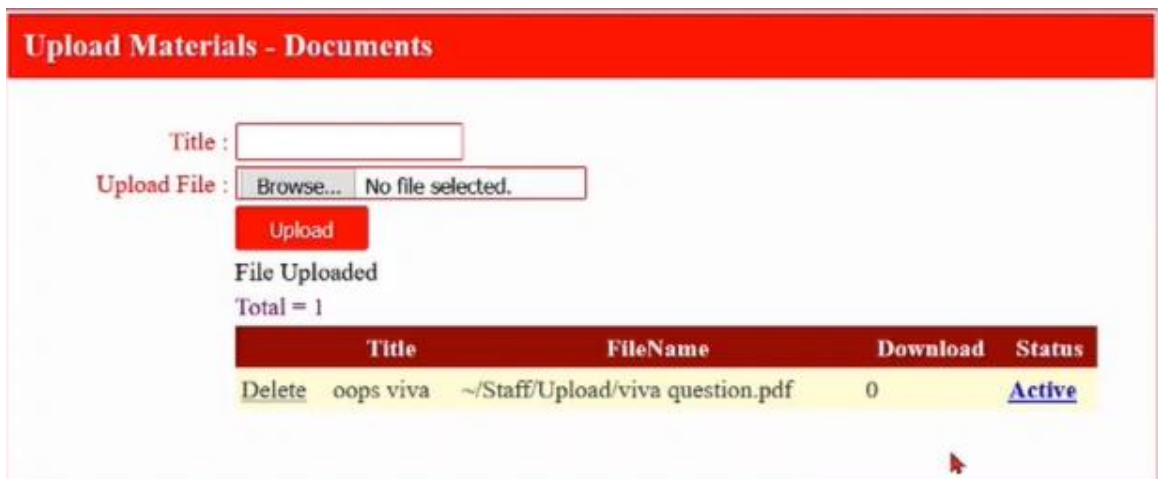 Upload Materials - Documents
Title :
Upload File : Browse... No file selected.
Upload
File Uploaded
Total = 1
Title FileName Download Status
Delete oops viva ~/Staff/Upload/viva question.pdf 0 Active